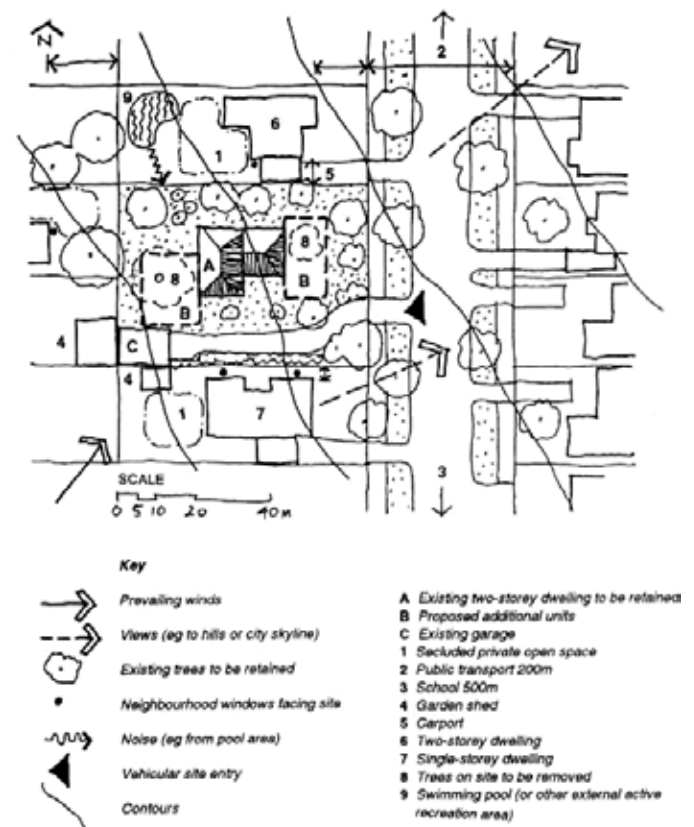 N
2
9
6
1
5
8
A
8
B
B
4
C
4
1
7
3
SCALE
0 5 10 20 40 m
Key
Prevailing winds
Views (eg to hills or city skyline)
Existing trees to be retained
Neighbourhood windows facing site
Noise (eg from pool area)
Vehicular site entry
Contours
A Existing two-storey dwelling to be retained
B Proposed additional units
C Existing garage
1 Secluded private open space
2 Public transport 200m
3 School 500m
4 Garden shed
5 Carport
6 Two-storey dwelling
7 Single-storey dwelling
8 Trees on site to be removed
9 Swimming pool (or other external active
recreation area)